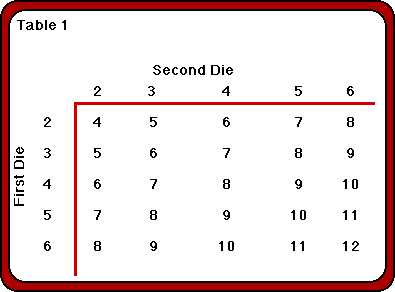 Table 1
Second Die
2 3 4 5 6
First Die
2 4 5 6 7 8
3 5 6 7 8 9
4 6 7 8 9 10
5 7 8 9 10 11
6 8 9 10 11 12